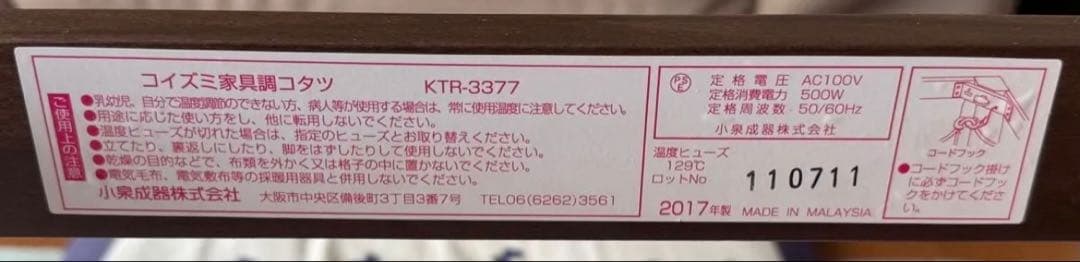 コイズミ家具調コタツ KTR-3377
ご使用上の注意
●乳幼児、自分で温度調節のできない方、病人等が使用する場合は、常に使用温度に注意してください。
●用途に応じた使い方をし、他に転用しないでください。
●温度ヒューズが切れた場合は、指定のヒューズとお取り替えください。
●立てたり、裏返しにしたり、脚をはずしたりして使用しないでください。
●乾燥の目的などで、布類を外かく又は格子の中に置かないでください。
●電気毛布、電気敷布等の採暖用器具と併用しないでください。
小泉成器株式会社 大阪市中央区備後町3丁目3番7号 TEL06(6262)3561
PS
E
定格電圧 AC100V
定格消費電力 500W
定格周波数 50/60Hz
小泉成器株式会社
温度ヒューズ
129℃
ロットNo 110711
2017年製 MADE IN MALAYSIA
コードフック
●コードフック掛け
に必ずコードフッ
クをかけてくださ
い。